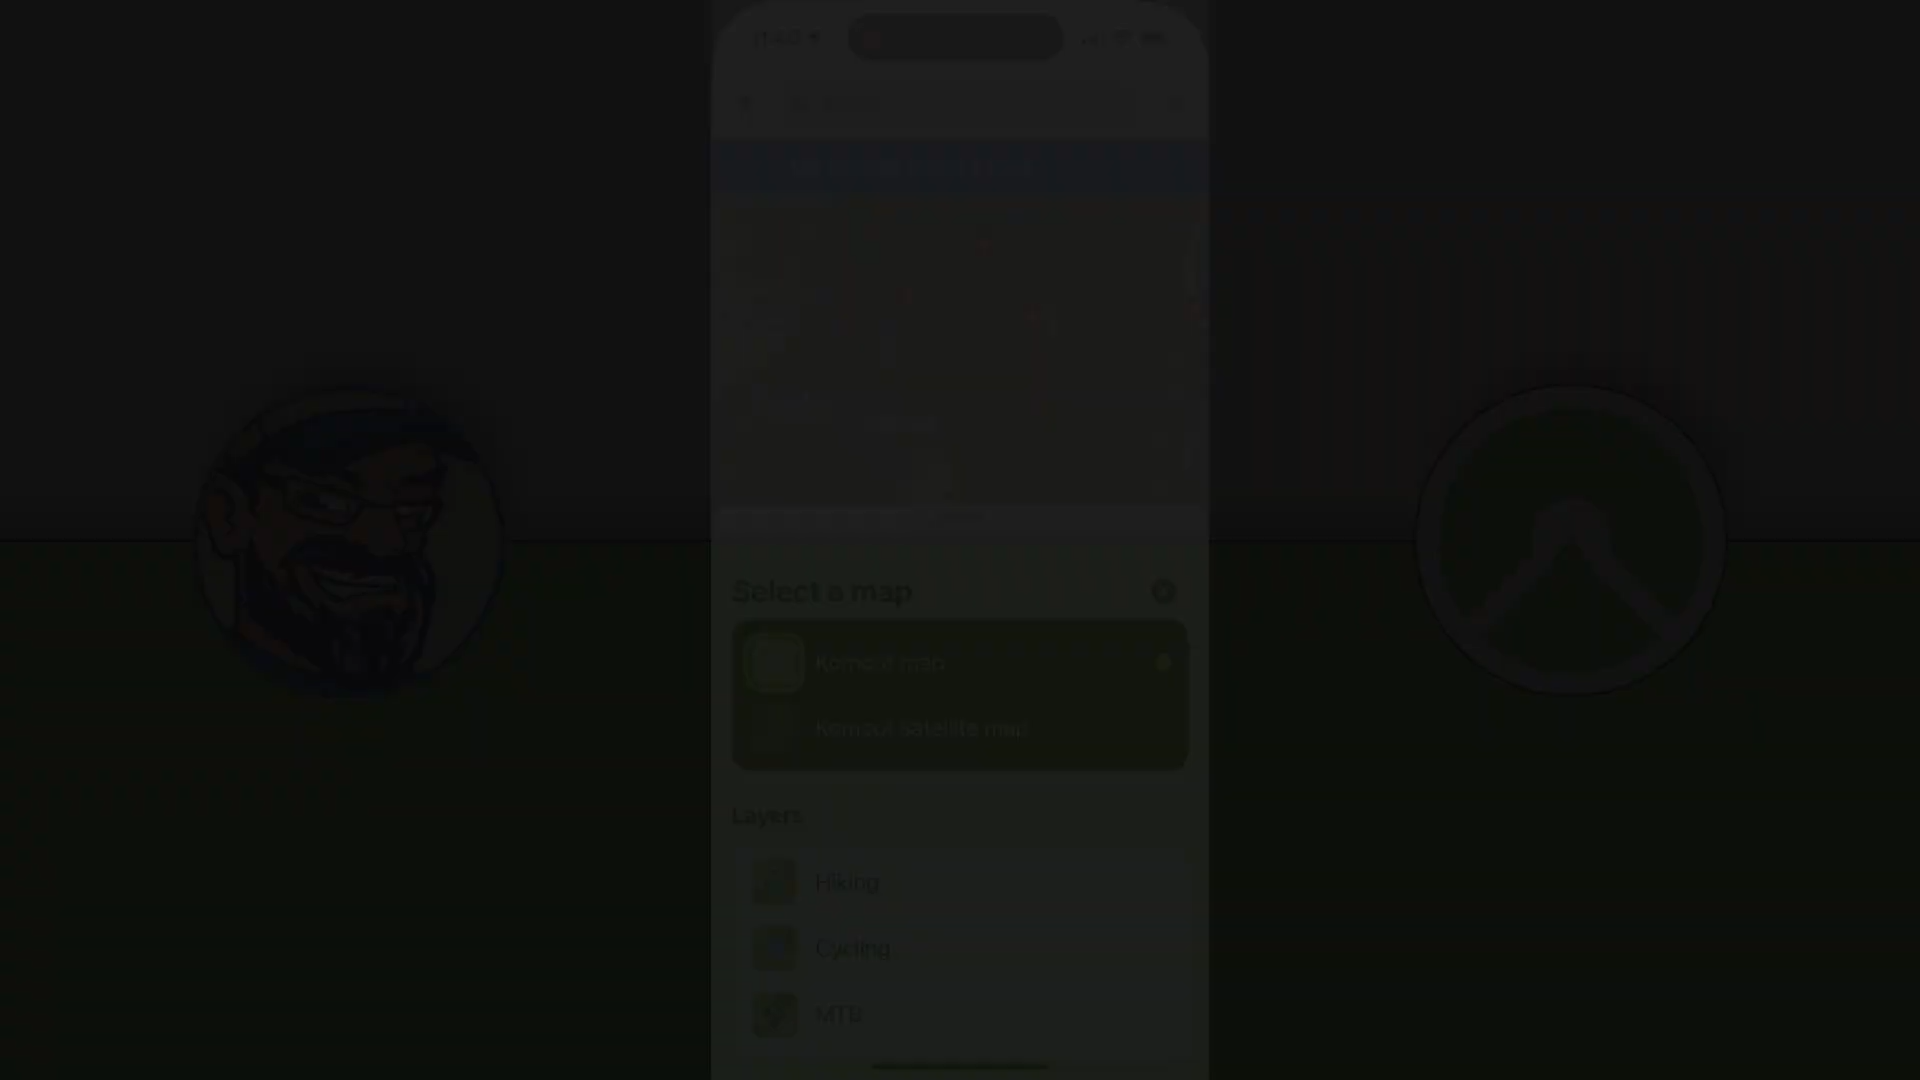 Select a map
Komoot map
Komoot Satellite map
Layers
Hiking
Cycling
MTB